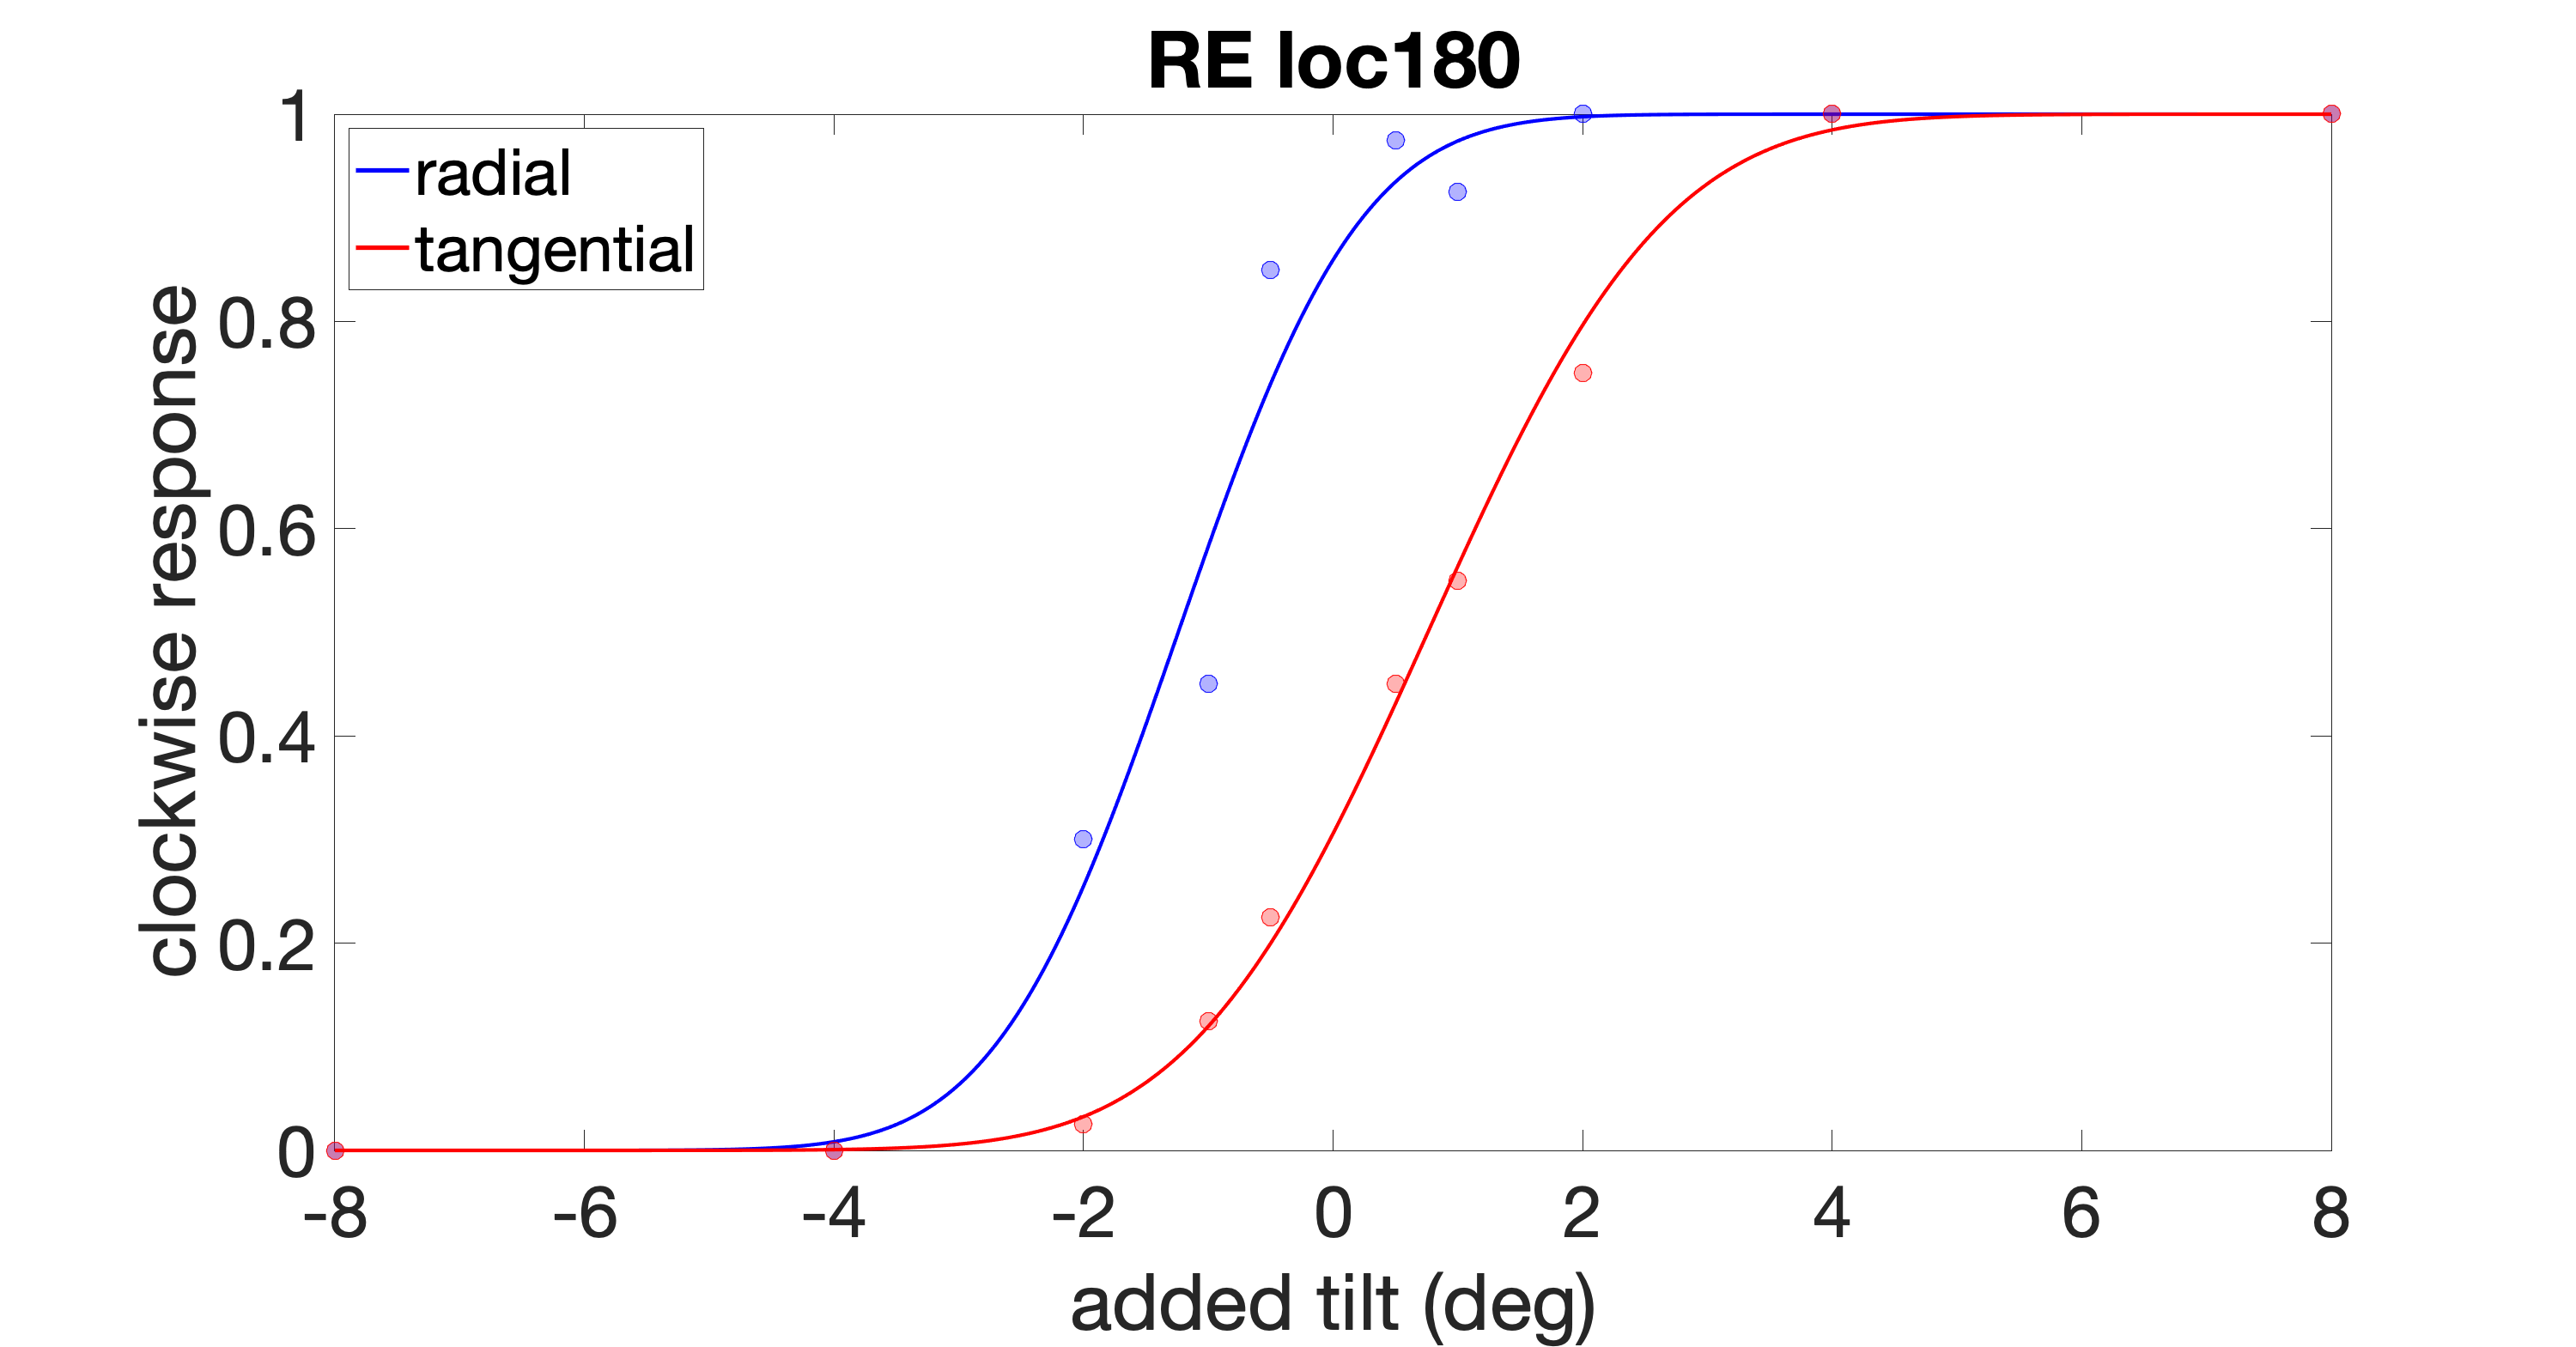 RE loc180
radial
tangential
clockwise response
1
0.8
0.6
0.4
0.2
0
-8 -6 -4 -2 0 2 4 6 8
added tilt (deg)